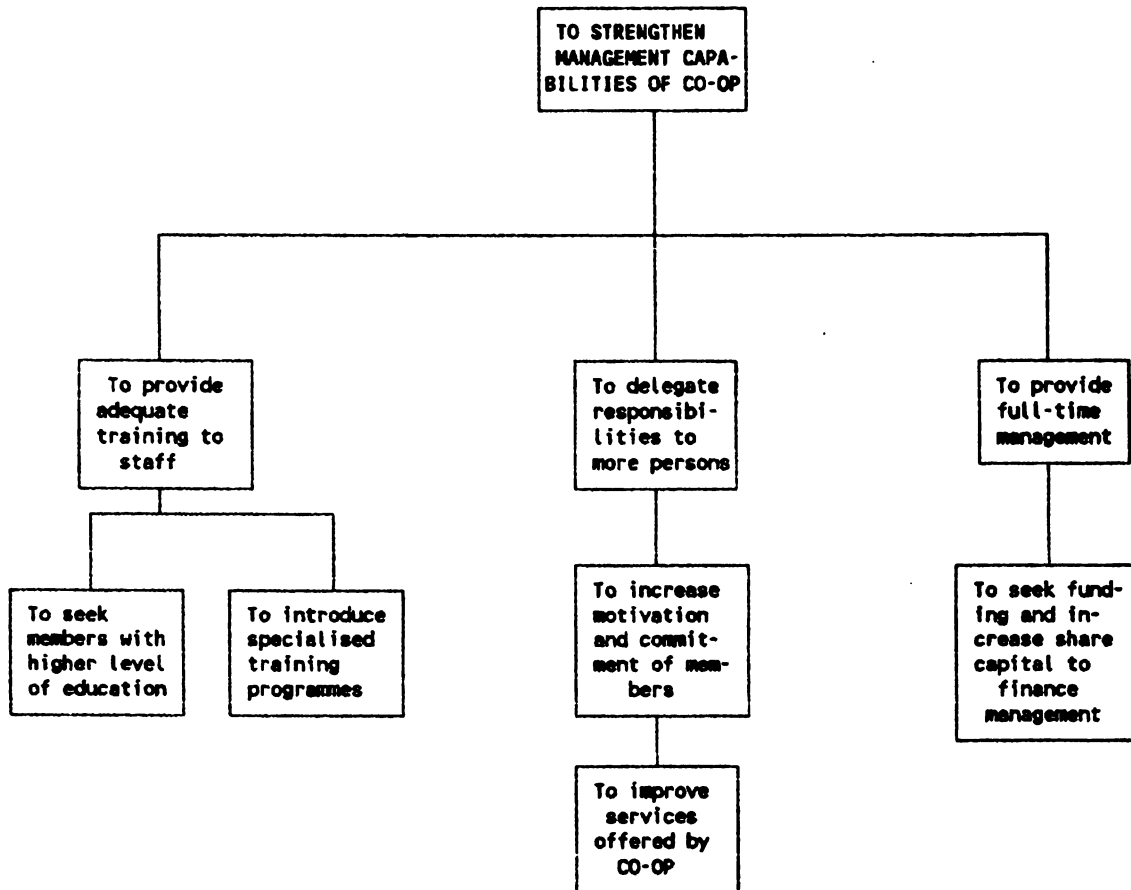 TO STRENGTHEN
MANAGEMENT CAPA-
BILITIES OF CO-OP
To provide
adequate
training to
staff
To delegate
responsibi-
lities to
more persons
To provide
full-time
management
To seek
members with
higher level
of education
To introduce
specialised
training
programmes
To increase
motivation
and commit-
ment of mem-
bers
To seek fund-
ing and in-
crease share
capital to
finance
management
To improve
services
offered by
CO-OP